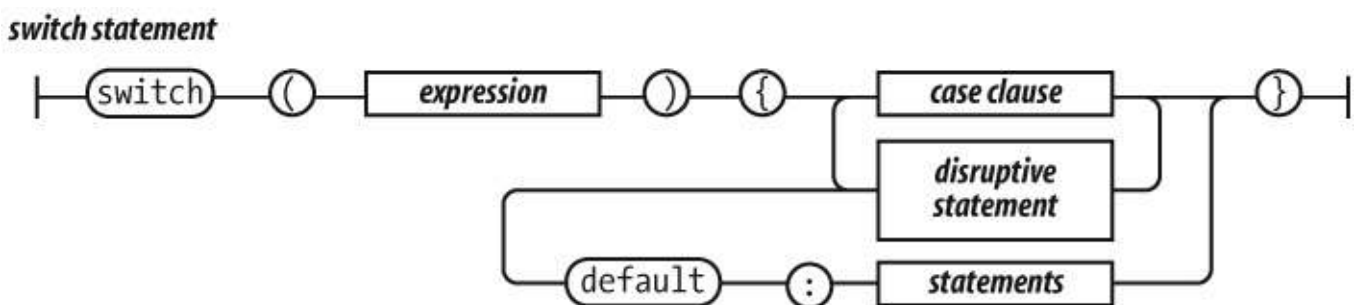 switch statement
switch ( expression ) { case clause }
disruptive
statement
default : statements